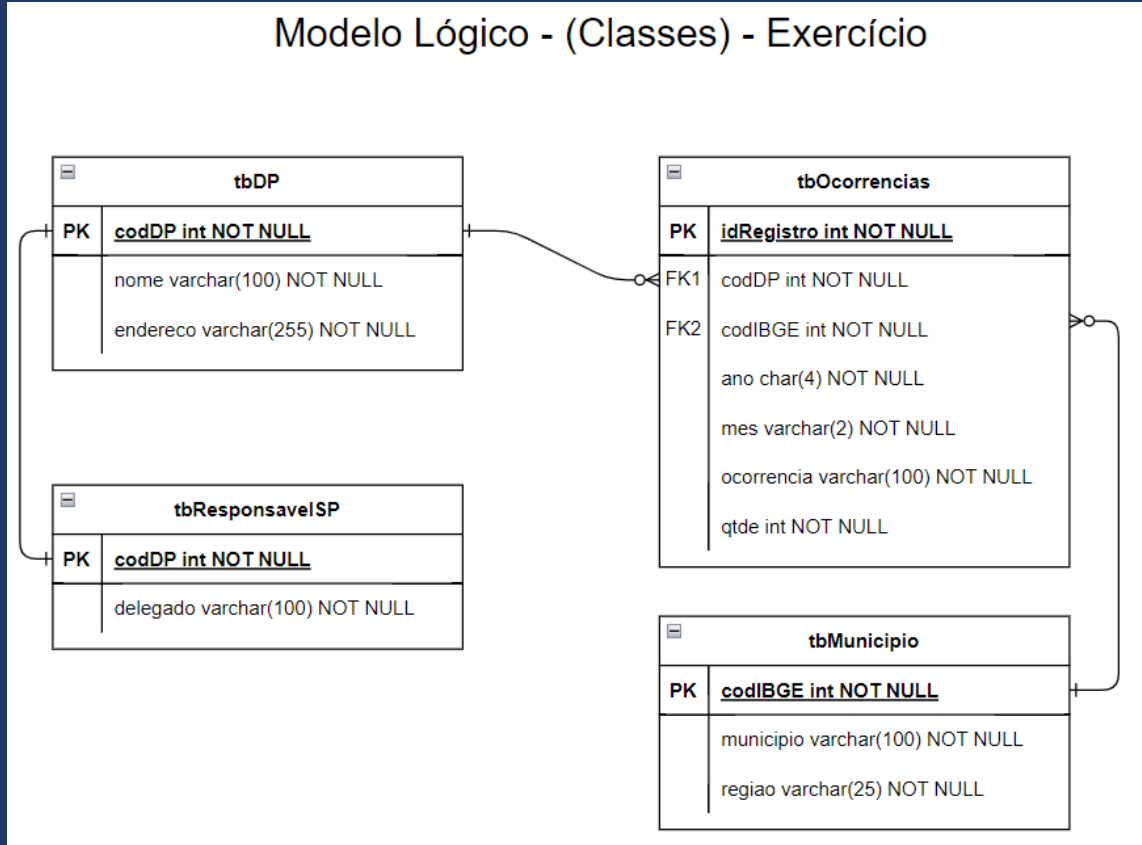 Modelo Lógico - (Classes) - Exercício
tbDP
PK codDP int NOT NULL
nome varchar(100) NOT NULL
endereco varchar(255) NOT NULL
tbResponsavelSP
PK codDP int NOT NULL
delegado varchar(100) NOT NULL
tbOcorrencias
PK idRegistro int NOT NULL
FK1 codDP int NOT NULL
FK2 codIBGE int NOT NULL
ano char(4) NOT NULL
mes varchar(2) NOT NULL
ocorrencia varchar(100) NOT NULL
qtde int NOT NULL
tbMunicipio
PK codIBGE int NOT NULL
municipio varchar(100) NOT NULL
regiao varchar(25) NOT NULL